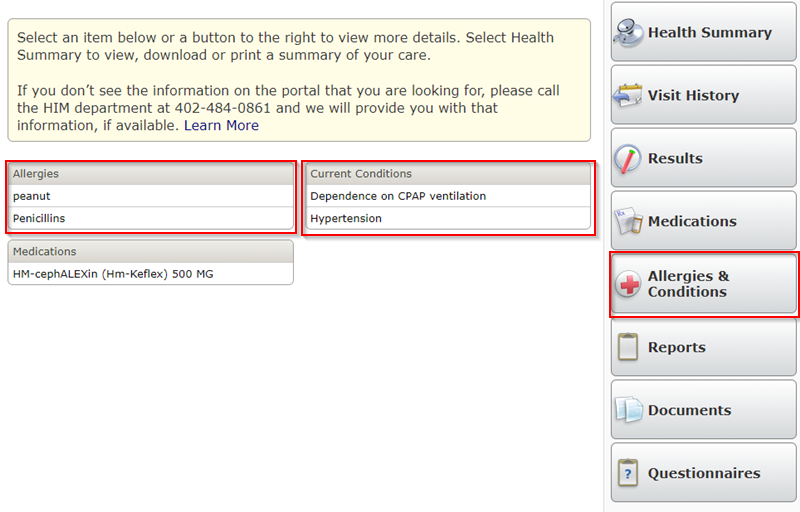 Select an item below or a button to the right to view more details. Select Health
Summary to view, download or print a summary of your care.
If you don’t see the information on the portal that you are looking for, please call
the HIM department at 402-484-0861 and we will provide you with that
information, if available. Learn More
Allergies
peanut
Penicillins
Current Conditions
Dependence on CPAP ventilation
Hypertension
Medications
HM-cephALEXin (Hm-Keflex) 500 MG
Health Summary
Visit History
Results
Rx
Medications
Allergies &
Conditions
Reports
Documents
?
Questionnaires